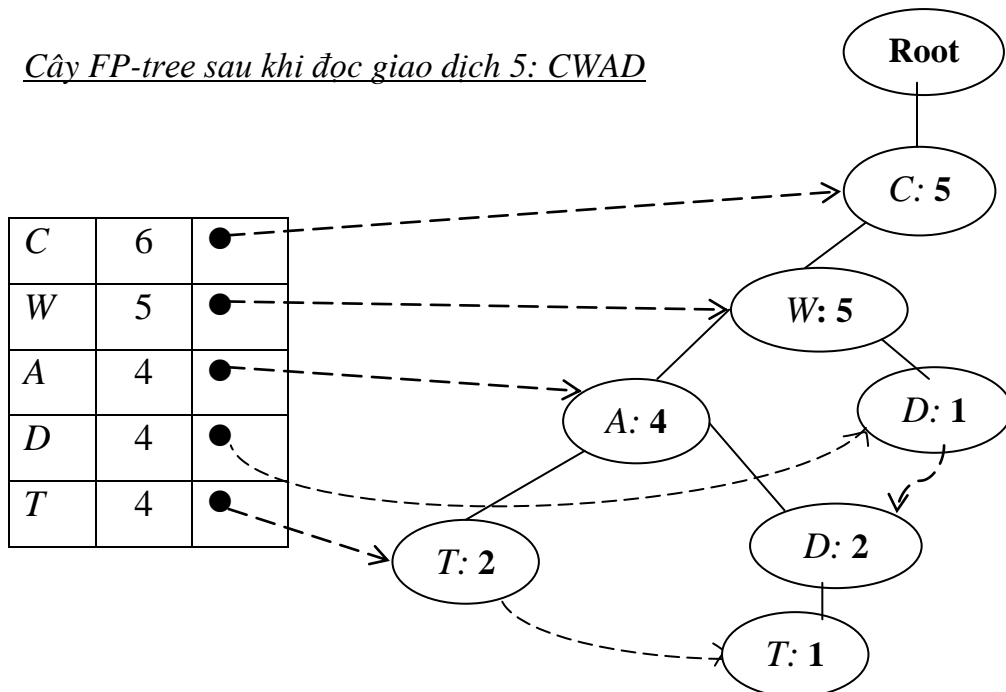 Root
Cây FP-tree sau khi đọc giao dịch 5: CWAD
C: 5
C 6
W 5
W: 5
A 4
A: 4
D: 1
D 4
T 4
T: 2
D: 2
T: 1